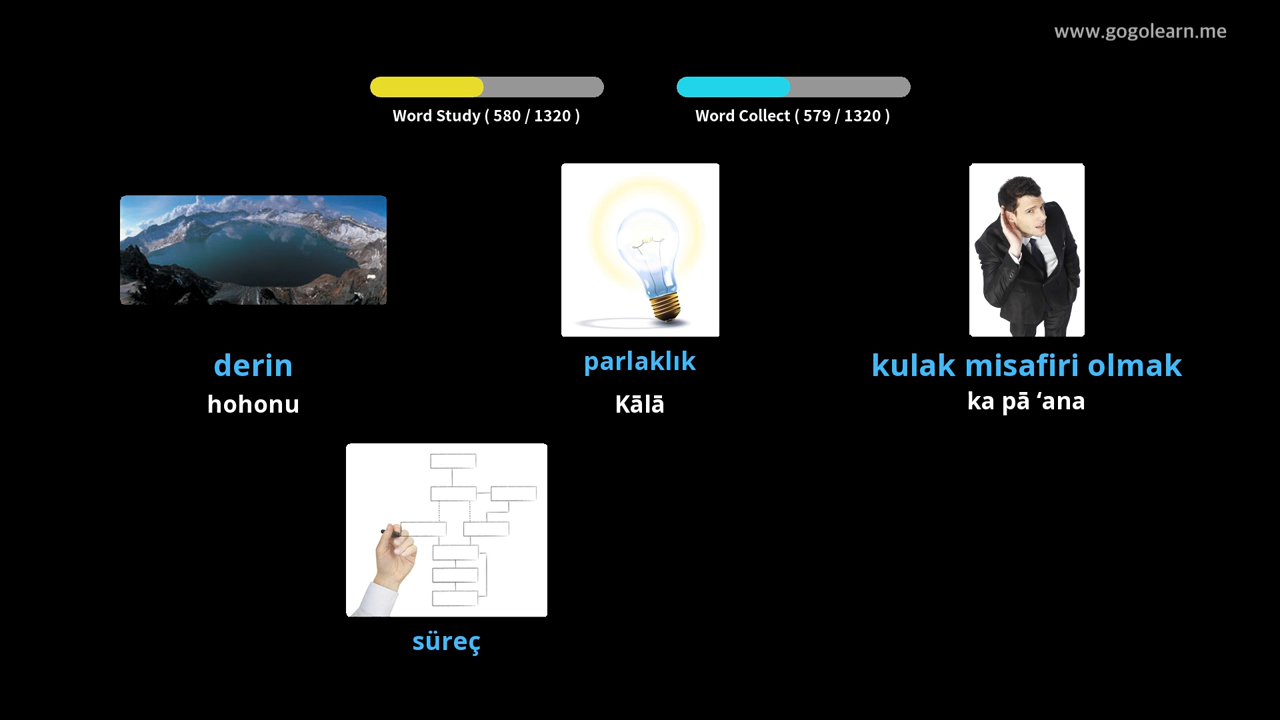 www.gogolearn.me
Word Study ( 580 / 1320 )
Word Collect ( 579 / 1320 )
derin
hohonu
parlaklık
Kālā
kulak misafiri olmak
ka pā ʻana
süreç